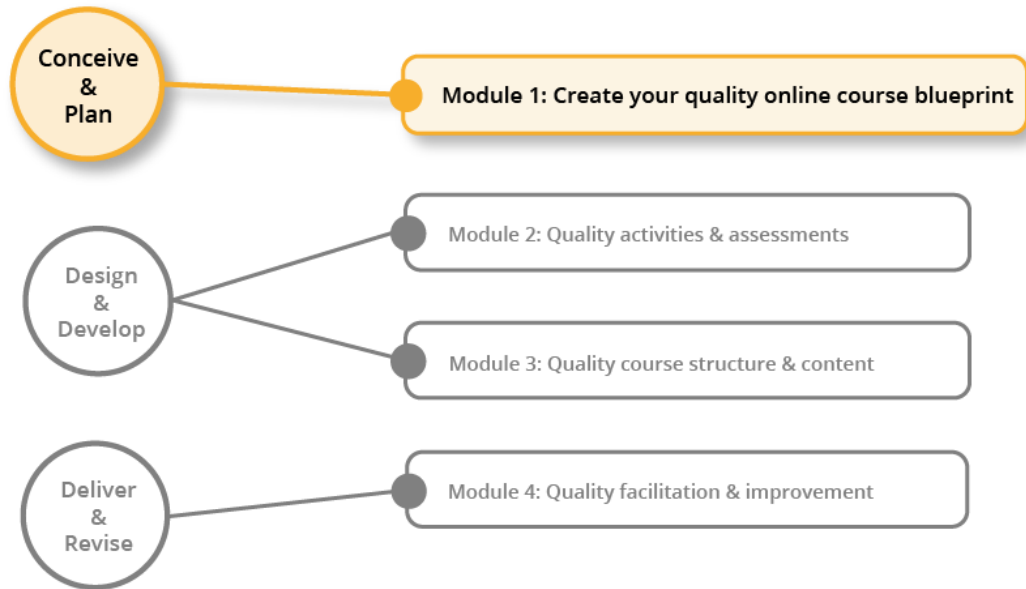 Conceive
&
Plan
Module 1: Create your quality online course blueprint
Design
&
Develop
Module 2: Quality activities & assessments
Module 3: Quality course structure & content
Deliver
&
Revise
Module 4: Quality facilitation & improvement